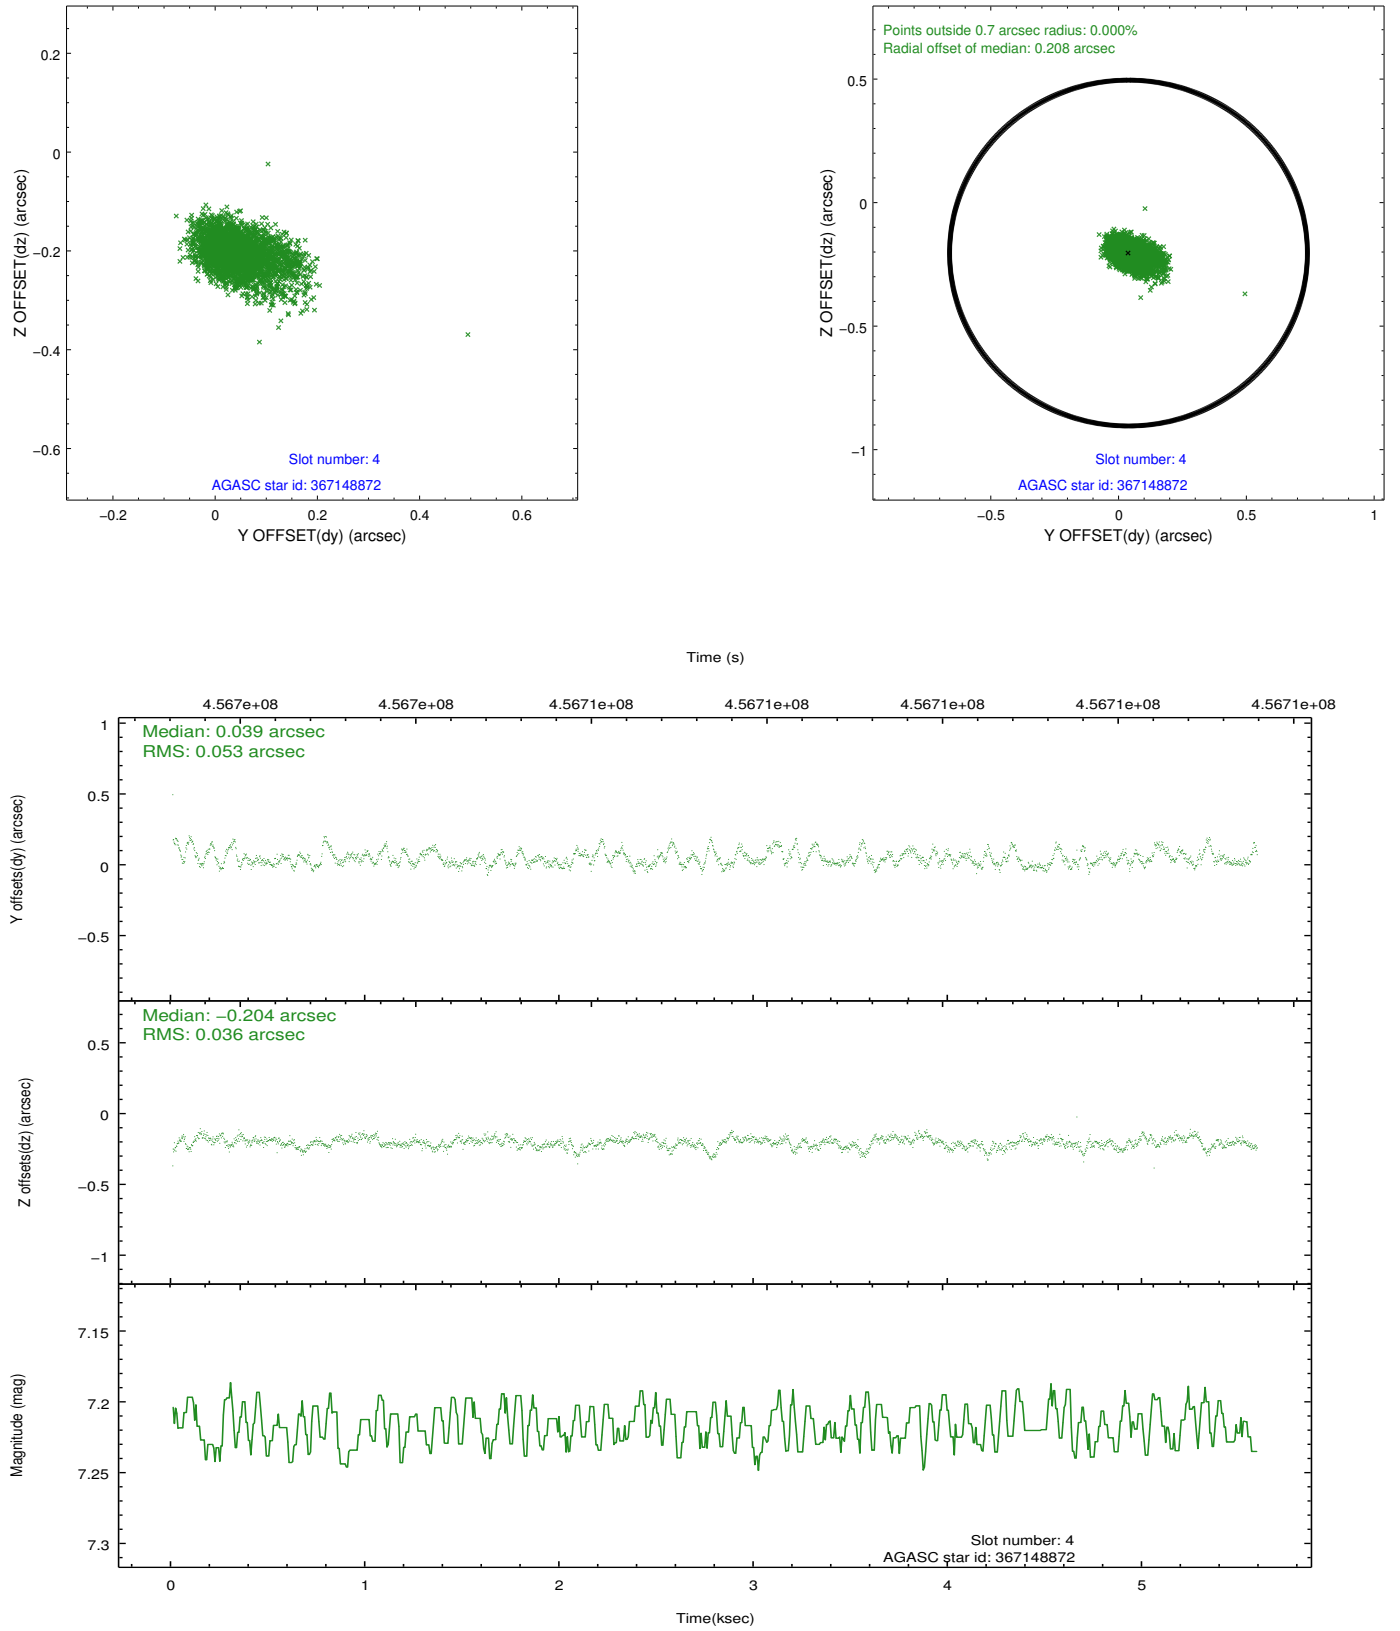 0.2
0
−0.2
−0.4
−0.6
Z OFFSET(dz) (arcsec)
Slot number: 4
AGASC star id: 367148872
−0.2 0 0.2 0.4 0.6
Y OFFSET(dy) (arcsec)
Points outside 0.7 arcsec radius: 0.000%
Radial offset of median: 0.208 arcsec
0.5
0
−0.5
−1
Z OFFSET(dz) (arcsec)
Slot number: 4
AGASC star id: 367148872
−0.5 0 0.5 1
Y OFFSET(dy) (arcsec)
Time (s)
4.567e+08 4.567e+08 4.5671e+08 4.5671e+08 4.5671e+08 4.5671e+08 4.5671e+08
Median: 0.039 arcsec
RMS: 0.053 arcsec
1
0.5
0
−0.5
Y offsets(dy) (arcsec)
Median: −0.204 arcsec
RMS: 0.036 arcsec
0.5
0
−0.5
−1
Z offsets(dz) (arcsec)
7.15
7.2
7.25
7.3
Magnitude (mag)
Slot number: 4
AGASC star id: 367148872
0 1 2 3 4 5
Time(ksec)